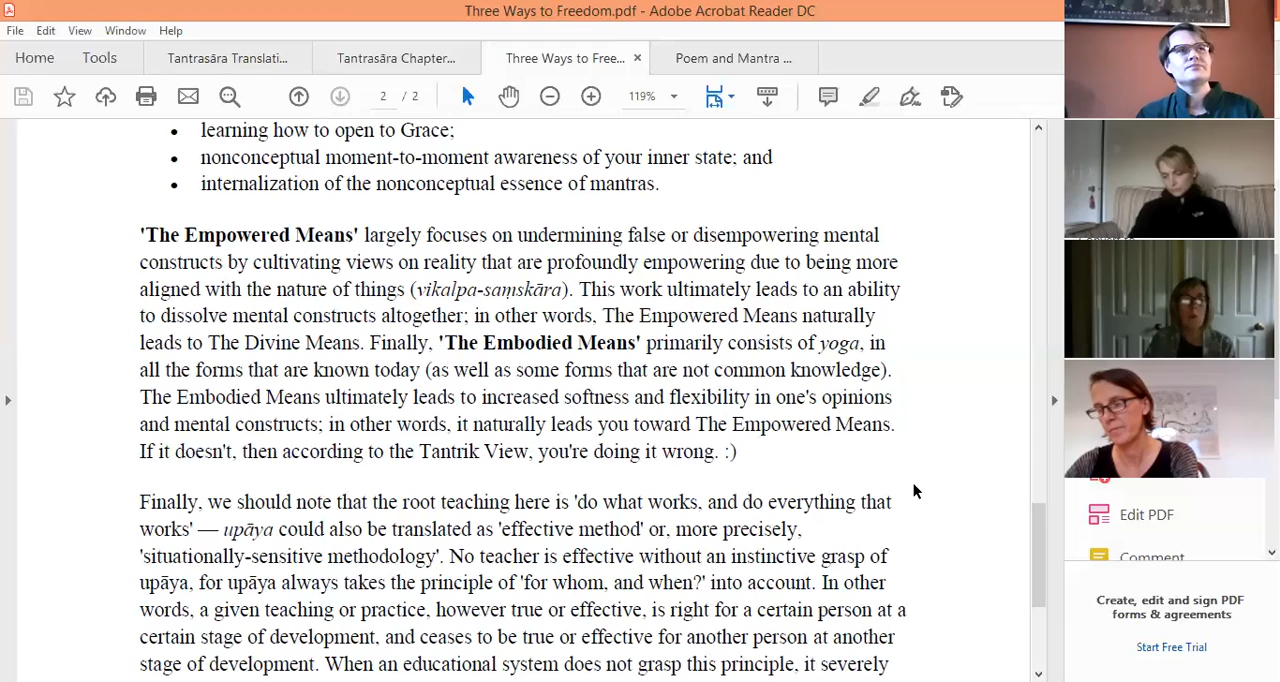 Three Ways to Freedom.pdf - Adobe Acrobat Reader DC
File Edit View Window Help
Home Tools Tantrasāra Translati... Tantrasāra Chapter... Three Ways to Free... × Poem and Mantra ...
2 / 2 119%
• learning how to open to Grace;
• nonconceptual moment-to-moment awareness of your inner state; and
• internalization of the nonconceptual essence of mantras.
'The Empowered Means' largely focuses on undermining false or disempowering mental
constructs by cultivating views on reality that are profoundly empowering due to being more
aligned with the nature of things (vikalpa-saṃskāra). This work ultimately leads to an ability
to dissolve mental constructs altogether; in other words, The Empowered Means naturally
leads to The Divine Means. Finally, 'The Embodied Means' primarily consists of yoga, in
all the forms that are known today (as well as some forms that are not common knowledge).
The Embodied Means ultimately leads to increased softness and flexibility in one's opinions
and mental constructs; in other words, it naturally leads you toward The Empowered Means.
If it doesn't, then according to the Tantrik View, you're doing it wrong. :)
Finally, we should note that the root teaching here is 'do what works, and do everything that
works' — upāya could also be translated as 'effective method' or, more precisely,
'situationally-sensitive methodology'. No teacher is effective without an instinctive grasp of
upāya, for upāya always takes the principle of 'for whom, and when?' into account. In other
words, a given teaching or practice, however true or effective, is right for a certain person at a
certain stage of development, and ceases to be true or effective for another person at another
stage of development. When an educational system does not grasp this principle, it severely
Edit PDF
Comment
Create, edit and sign PDF
forms & agreements
Start Free Trial